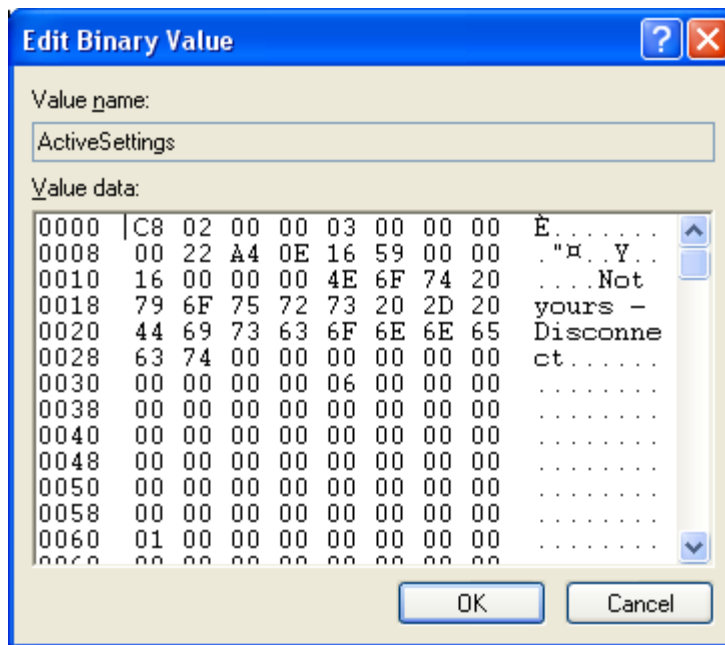 Edit Binary Value
Value name:
ActiveSettings
Value data:
0000 C8 02 00 00 03 00 00 00 È.......
0008 00 22 A4 0E 16 59 00 00 ."¤..Y..
0010 16 00 00 00 4E 6F 74 20 ....Not
0018 79 6F 75 72 73 20 2D 20 yours -
0020 44 69 73 63 6F 6E 6E 65 Disconne
0028 63 74 00 00 00 00 00 00 ct......
0030 00 00 00 00 06 00 00 00 ........
0038 00 00 00 00 00 00 00 00 ........
0040 00 00 00 00 00 00 00 00 ........
0048 00 00 00 00 00 00 00 00 ........
0050 00 00 00 00 00 00 00 00 ........
0058 00 00 00 00 00 00 00 00 ........
0060 01 00 00 00 00 00 00 00 ........
OK Cancel